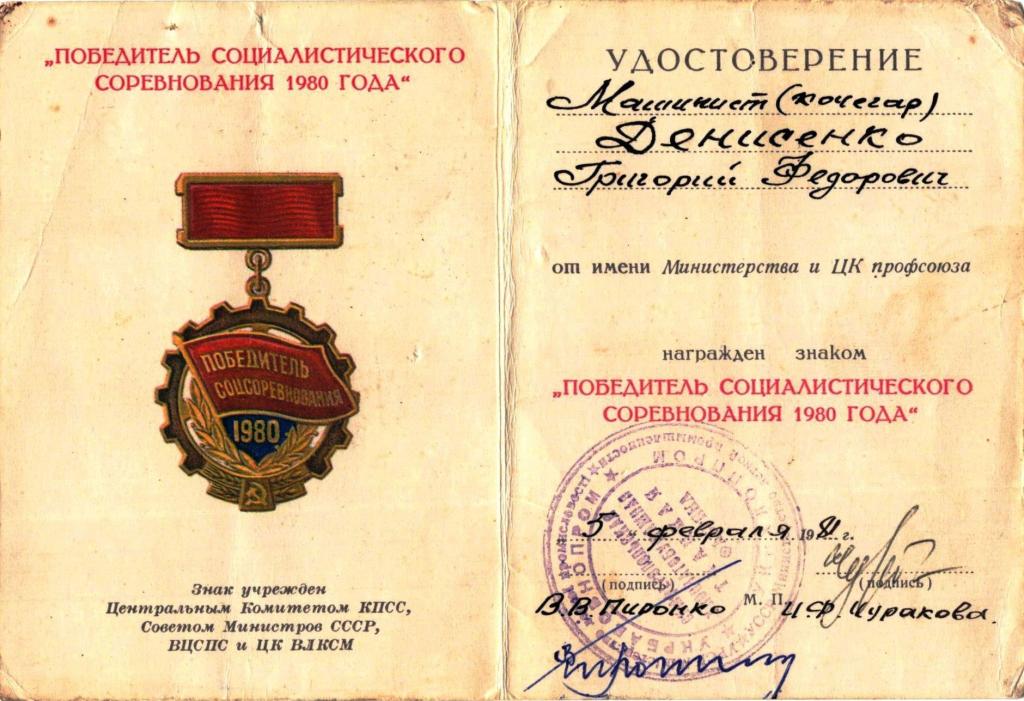 „ПОБЕДИТЕЛЬ СОЦИАЛИСТИЧЕСКОГО
СОРЕВНОВАНИЯ 1980 ГОДА“
ПОБЕДИТЕЛЬ
СОЦСОРЕВНОВАНИЯ
1980
Знак учрежден
Центральным Комитетом КПСС,
Советом Министров СССР,
ВЦСПС и ЦК ВЛКСМ
УДОСТОВЕРЕНИЕ
Машинист (кочегар)
Денисенко
Григорий Федорович
от имени Министерства и ЦК профсоюза
награжден знаком
„ПОБЕДИТЕЛЬ СОЦИАЛИСТИЧЕСКОГО
СОРЕВНОВАНИЯ 1980 ГОДА“
5 февраля 1981 г.
(подпись) М. П. (подпись)
В.В. Пиронко И.Ф. Чуракова.